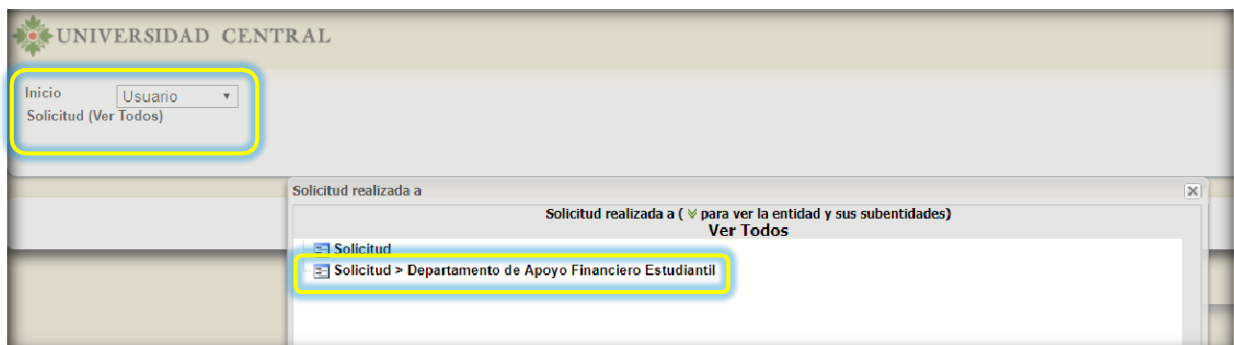 UNIVERSIDAD CENTRAL
Inicio Usuario
Solicitud (Ver Todos)
Solicitud realizada a
Solicitud realizada a ( para ver la entidad y sus subentidades)
Ver Todos
Solicitud
Solicitud > Departamento de Apoyo Financiero Estudiantil